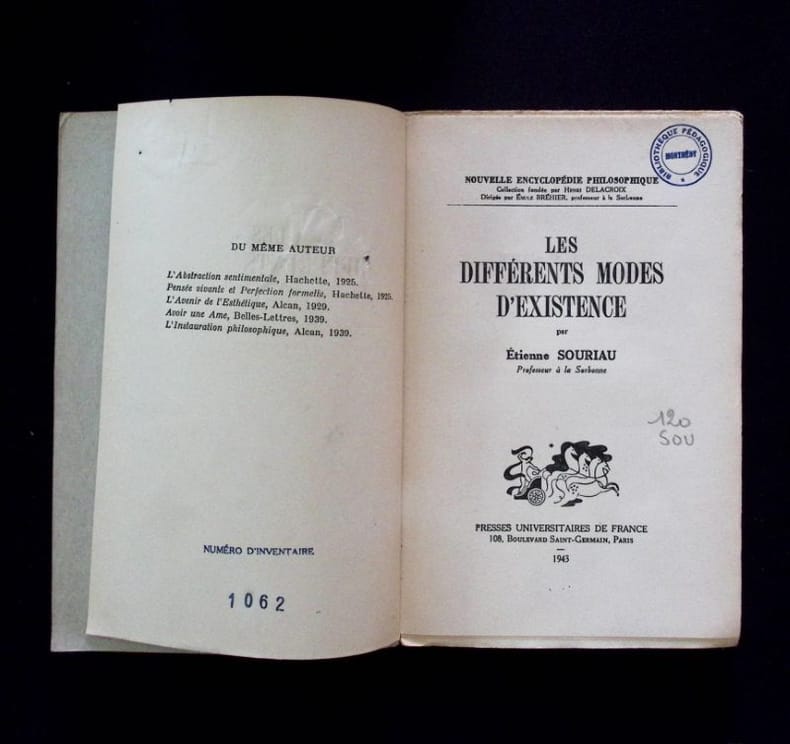 DU MÊME AUTEUR
L'Abstraction sentimentale, Hachette, 1925.
Pensée vivante et Perfection formelle, Hachette, 1925.
L'Avenir de l'Esthétique, Alcan, 1929.
Avoir une Ame, Belles-Lettres, 1939.
L'Instauration philosophique, Alcan, 1939.
NUMÉRO D'INVENTAIRE
1062
BIBLIOTHÈQUE PÉDAGOGIQUE
MONTMÉDY
NOUVELLE ENCYCLOPÉDIE PHILOSOPHIQUE
Collection fondée par Henri DELACROIX
Dirigée par Émile BRÉHIER, professeur à la Sorbonne
LES
DIFFÉRENTS MODES
D'EXISTENCE
par
Étienne SOURIAU
Professeur à la Sorbonne
120
SOU
PRESSES UNIVERSITAIRES DE FRANCE
108, Boulevard Saint-Germain, Paris
1943